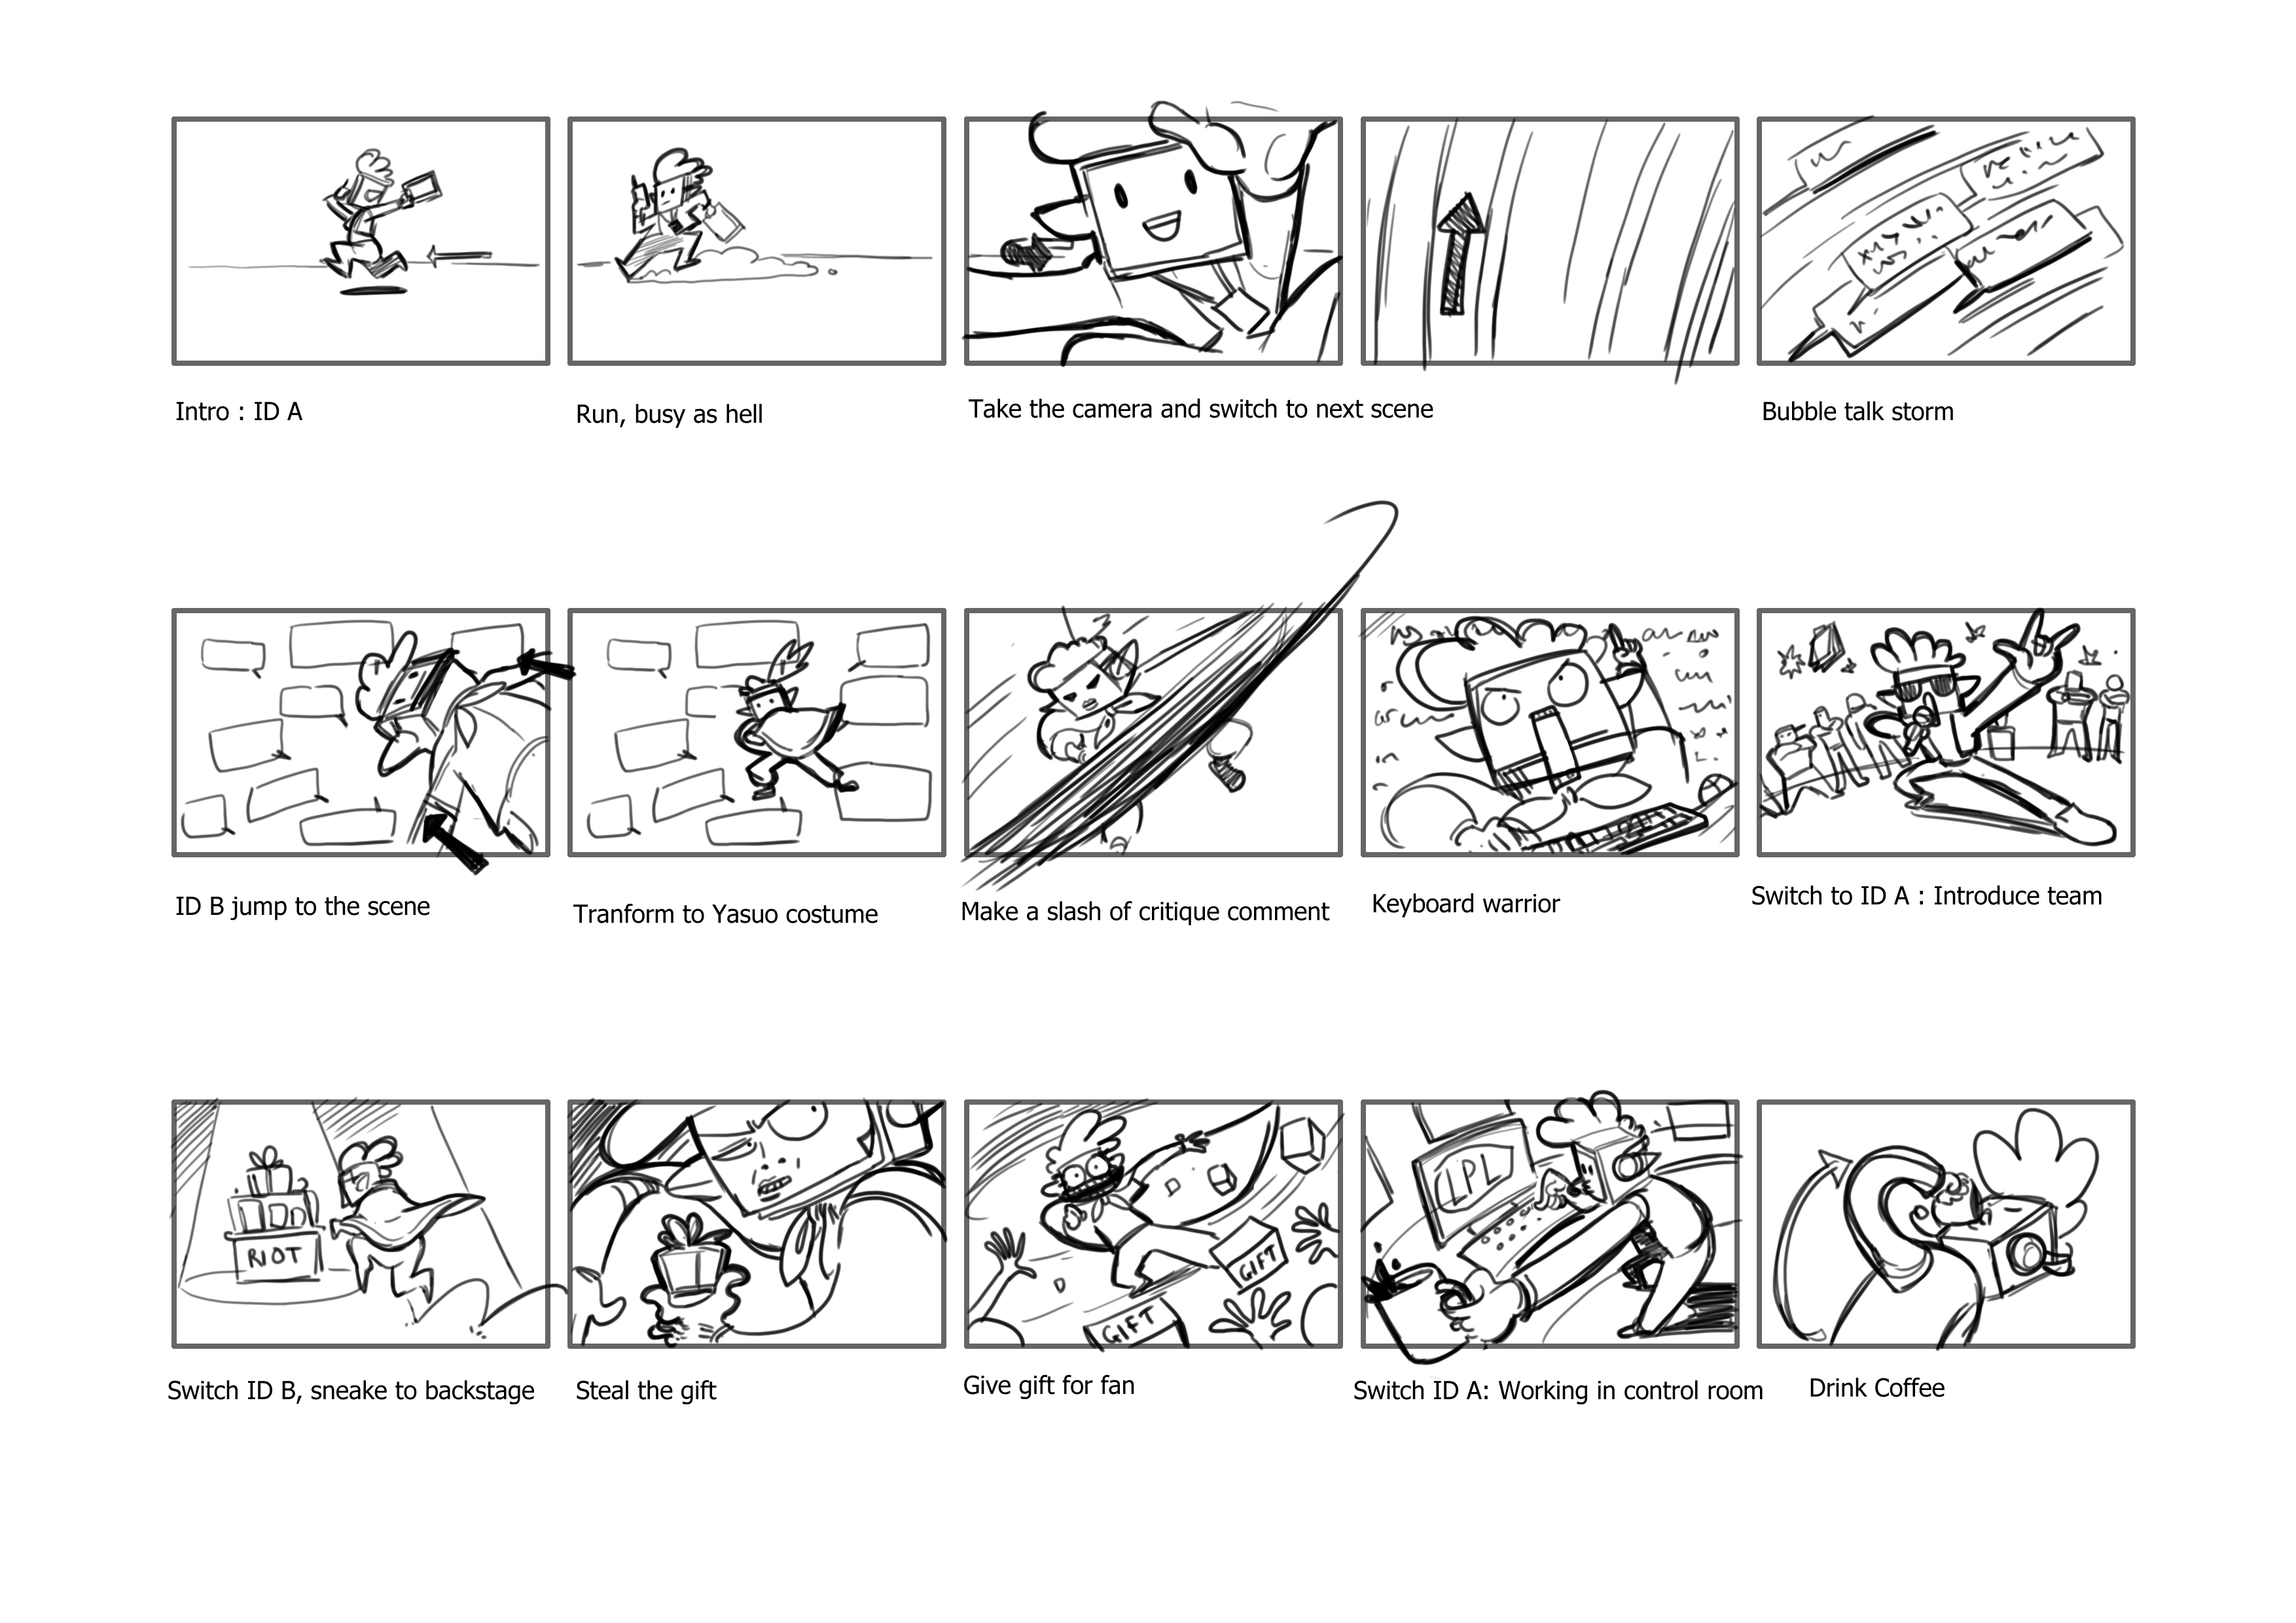 Intro : ID A
Run, busy as hell
Take the camera and switch to next scene
Bubble talk storm
ID B jump to the scene
Tranform to Yasuo costume
Make a slash of critique comment
Keyboard warrior
Switch to ID A : Introduce team
RIOT
GIFT
GIFT
LPL
Switch ID B, sneake to backstage
Steal the gift
Give gift for fan
Switch ID A: Working in control room
Drink Coffee